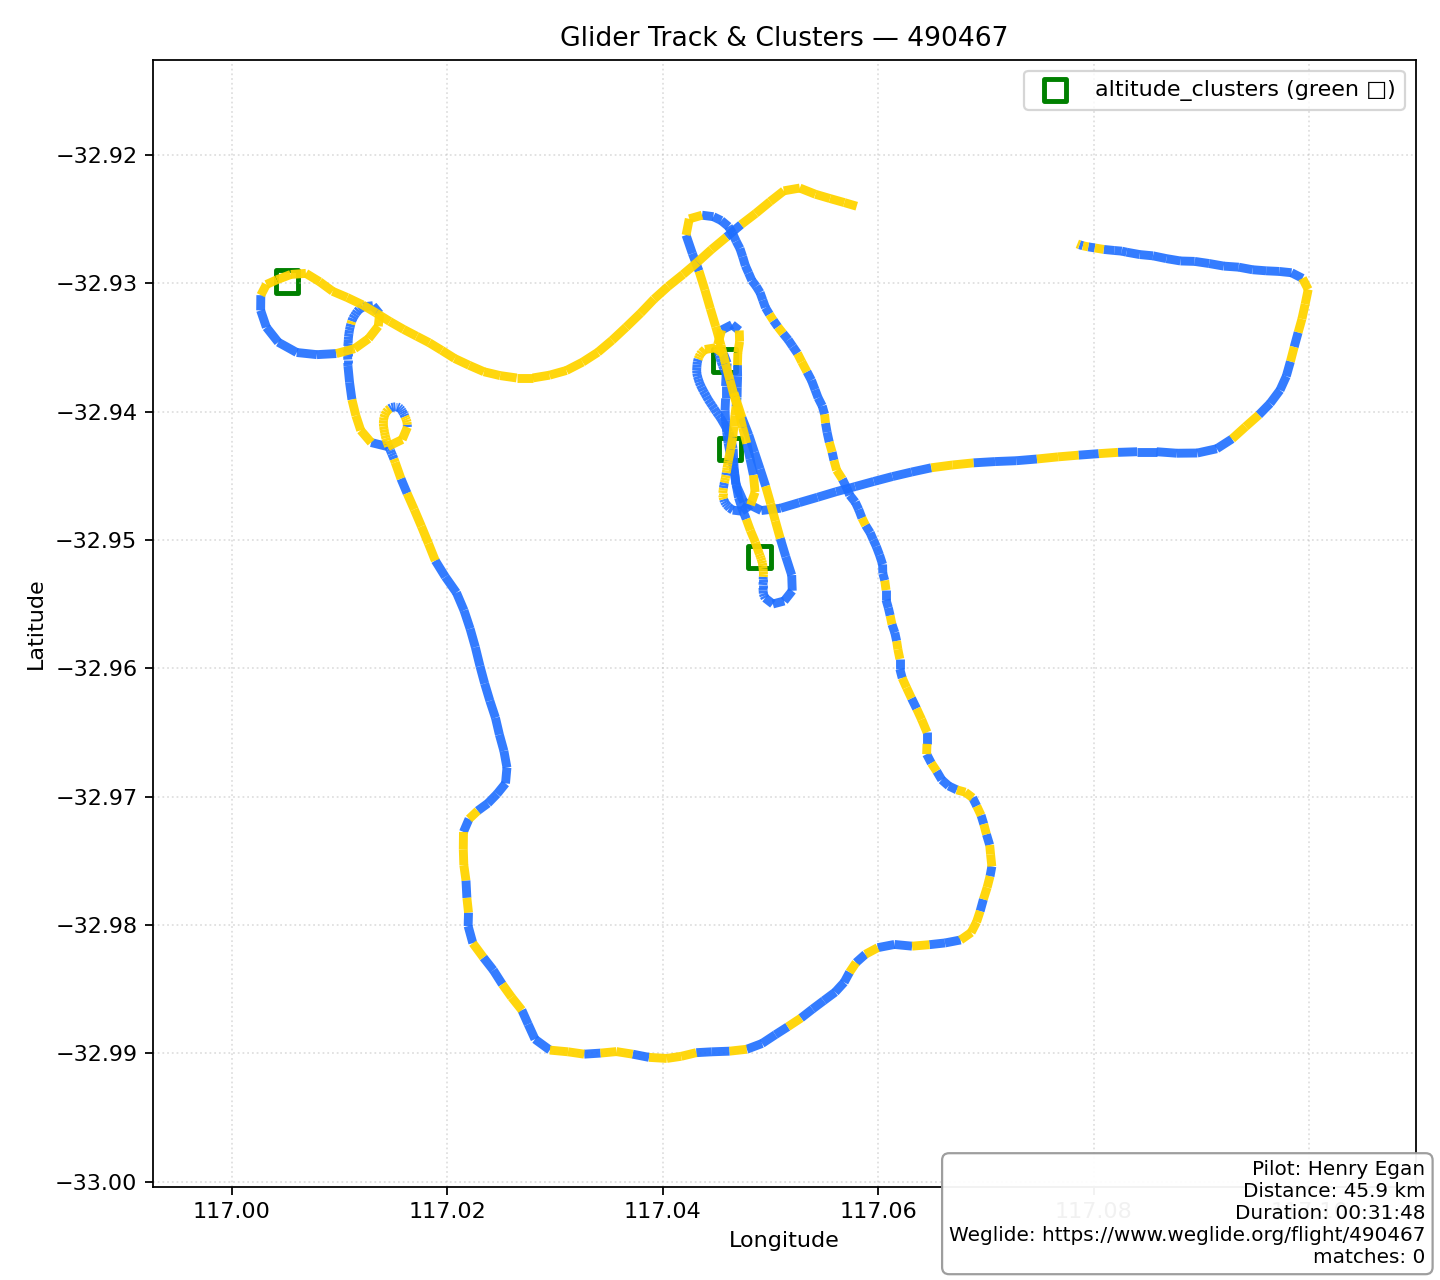 Glider Track & Clusters — 490467
altitude_clusters (green □)
−32.92
−32.93
−32.94
−32.95
−32.96
−32.97
−32.98
−32.99
−33.00
Latitude
117.00
117.02
117.04
117.06
117.08
Longitude
Pilot: Henry Egan
Distance: 45.9 km
Duration: 00:31:48
Weglide: https://www.weglide.org/flight/490467
matches: 0